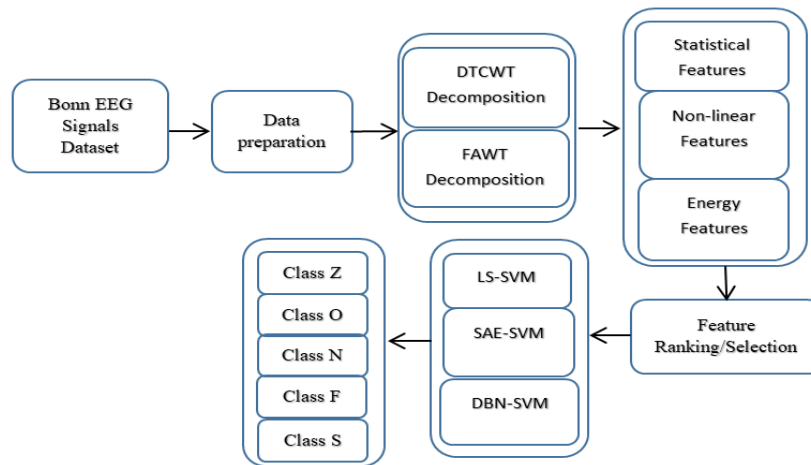 Bonn EEG
Signals
Dataset
Data
preparation
DTCWT
Decomposition
FAWT
Decomposition
Statistical
Features
Non-linear
Features
Energy
Features
Feature
Ranking/Selection
LS-SVM
SAE-SVM
DBN-SVM
Class Z
Class O
Class N
Class F
Class S